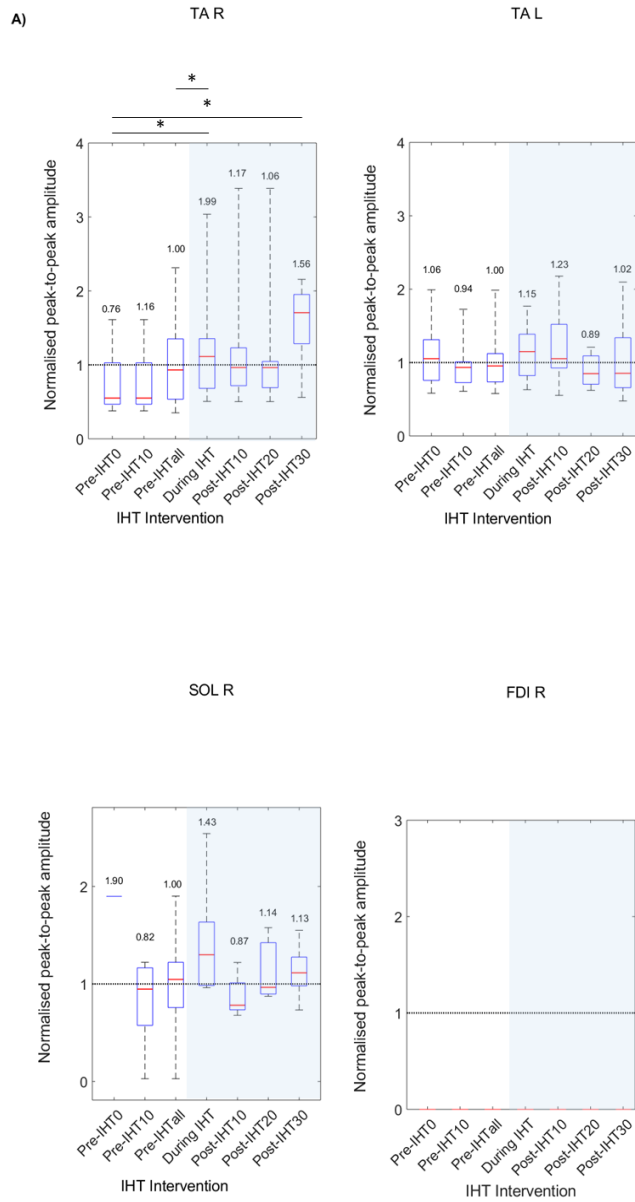 A)
TA R
*
*
*
Normalised peak-to-peak amplitude
4
3
2
1
0
0.76
1.16
1.00
1.99
1.17
1.06
1.56
Pre-IHT0
Pre-IHT10
Pre-IHTall
During IHT
Post-IHT10
Post-IHT20
Post-IHT30
IHT Intervention
TA L
Normalised peak-to-peak amplitude
4
3
2
1
0
1.06
0.94
1.00
1.15
1.23
0.89
1.02
Pre-IHT0
Pre-IHT10
Pre-IHTall
During IHT
Post-IHT10
Post-IHT20
Post-IHT30
IHT Intervention
SOL R
Normalised peak-to-peak amplitude
2
1
0
1.90
0.82
1.00
1.43
0.87
1.14
1.13
Pre-IHT0
Pre-IHT10
Pre-IHTall
During IHT
Post-IHT10
Post-IHT20
Post-IHT30
IHT Intervention
FDI R
Normalised peak-to-peak amplitude
3
2
1
0
Pre-IHT0
Pre-IHT10
Pre-IHTall
During IHT
Post-IHT10
Post-IHT20
Post-IHT30
IHT Intervention